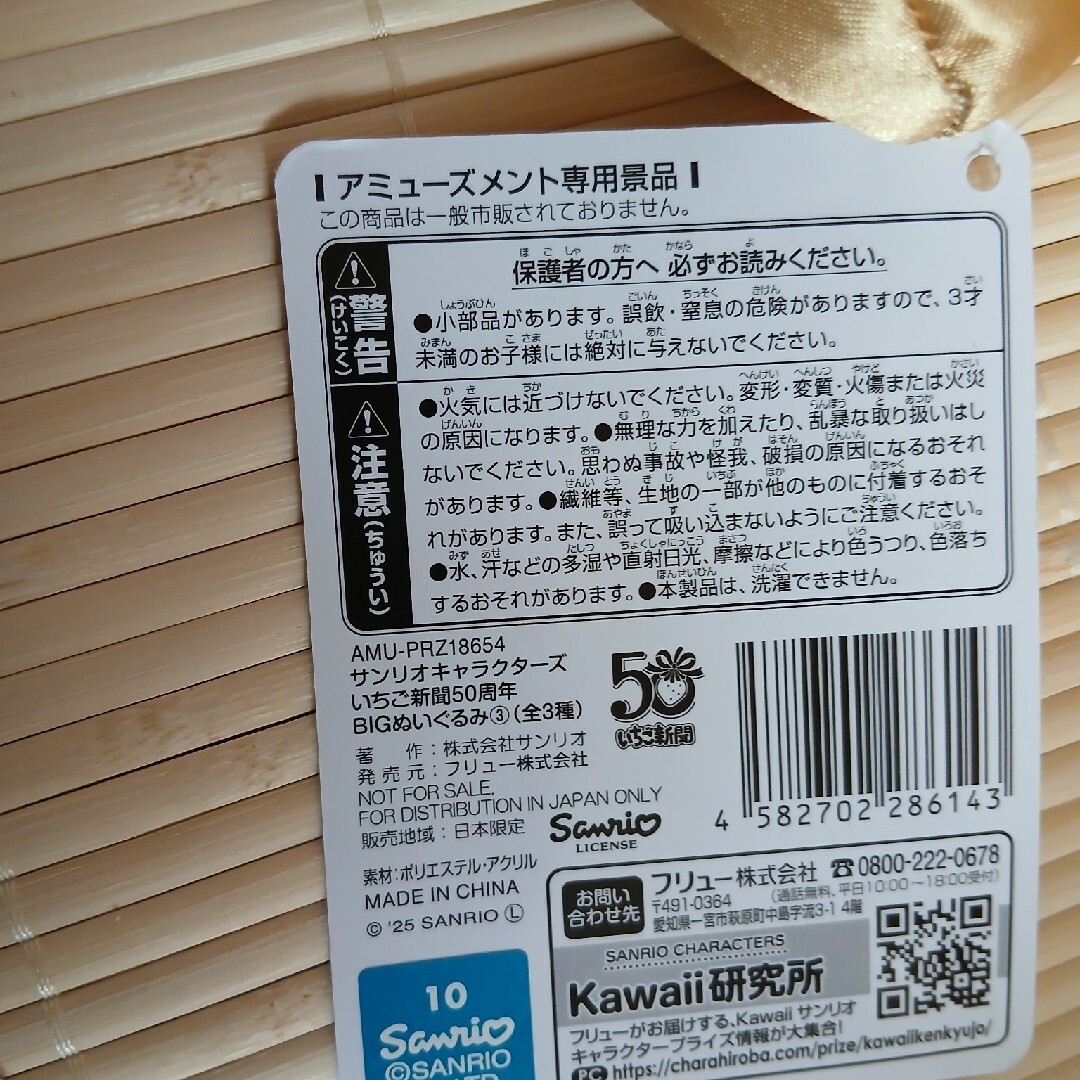 アミューズメント専用景品
この商品は一般市販されておりません。
警告
(けいこく)
保護者の方へ 必ずお読みください。
●小部品があります。誤飲・窒息の危険がありますので、3才
未満のお子様には絶対に与えないでください。
注意
(ちゅうい)
●火気には近づけないでください。変形・変質・火傷または火災
の原因になります。●無理な力を加えたり、乱暴な取り扱いはし
ないでください。思わぬ事故や怪我、破損の原因になるおそれ
があります。●繊維等、生地の一部が他のものに付着するおそ
れがあります。また、誤って吸い込まないようにご注意ください。
●水、汗などの多湿や直射日光、摩擦などにより色うつり、色落ち
するおそれがあります。●本製品は、洗濯できません。
AMU-PRZ18654
サンリオキャラクターズ
いちご新聞50周年
BIGぬいぐるみ③(全3種)
50
いちご新聞
著 作:株式会社サンリオ
発 売 元:フリュー株式会社
NOT FOR SALE.
FOR DISTRIBUTION IN JAPAN ONLY
販売地域:日本限定
Sanrio
LICENSE
4 582702 286143
素材:ポリエステル・アクリル
MADE IN CHINA
© '25 SANRIO Ⓛ
お問い
合わせ先
フリュー株式会社 ☎0800-222-0678
〒491-0364 (通話無料、平日10:00~18:00受付)
愛知県一宮市萩原町中島字流3-1 4階
SANRIO CHARACTERS
Kawaii研究所
フリューがお届けする、Kawaii サンリオ
キャラクタープライズ情報が大集合!
PC https://charahiroba.com/prize/kawaiikenkyujo/
10
Sanrio
©SANRIO